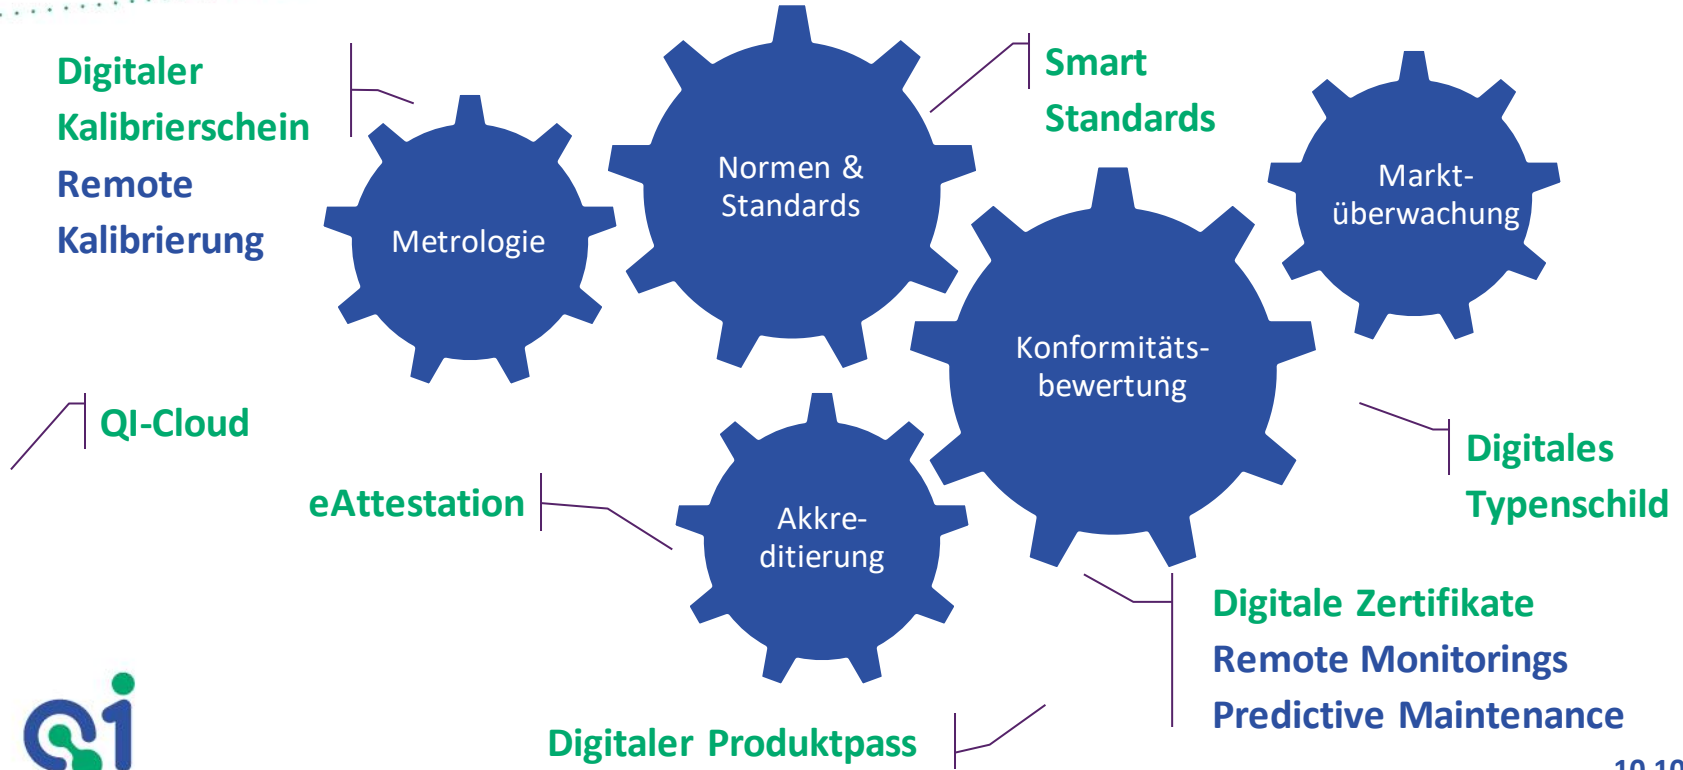 Digitaler
Kalibrierschein
Remote
Kalibrierung
Metrologie
Normen &
Standards
Smart
Standards
Markt-
überwachung
Konformitäts-
bewertung
QI-Cloud
eAttestation
Akkre-
ditierung
Digitales
Typenschild
Digitale Zertifikate
Remote Monitorings
Predictive Maintenance
Digitaler Produktpass
QI